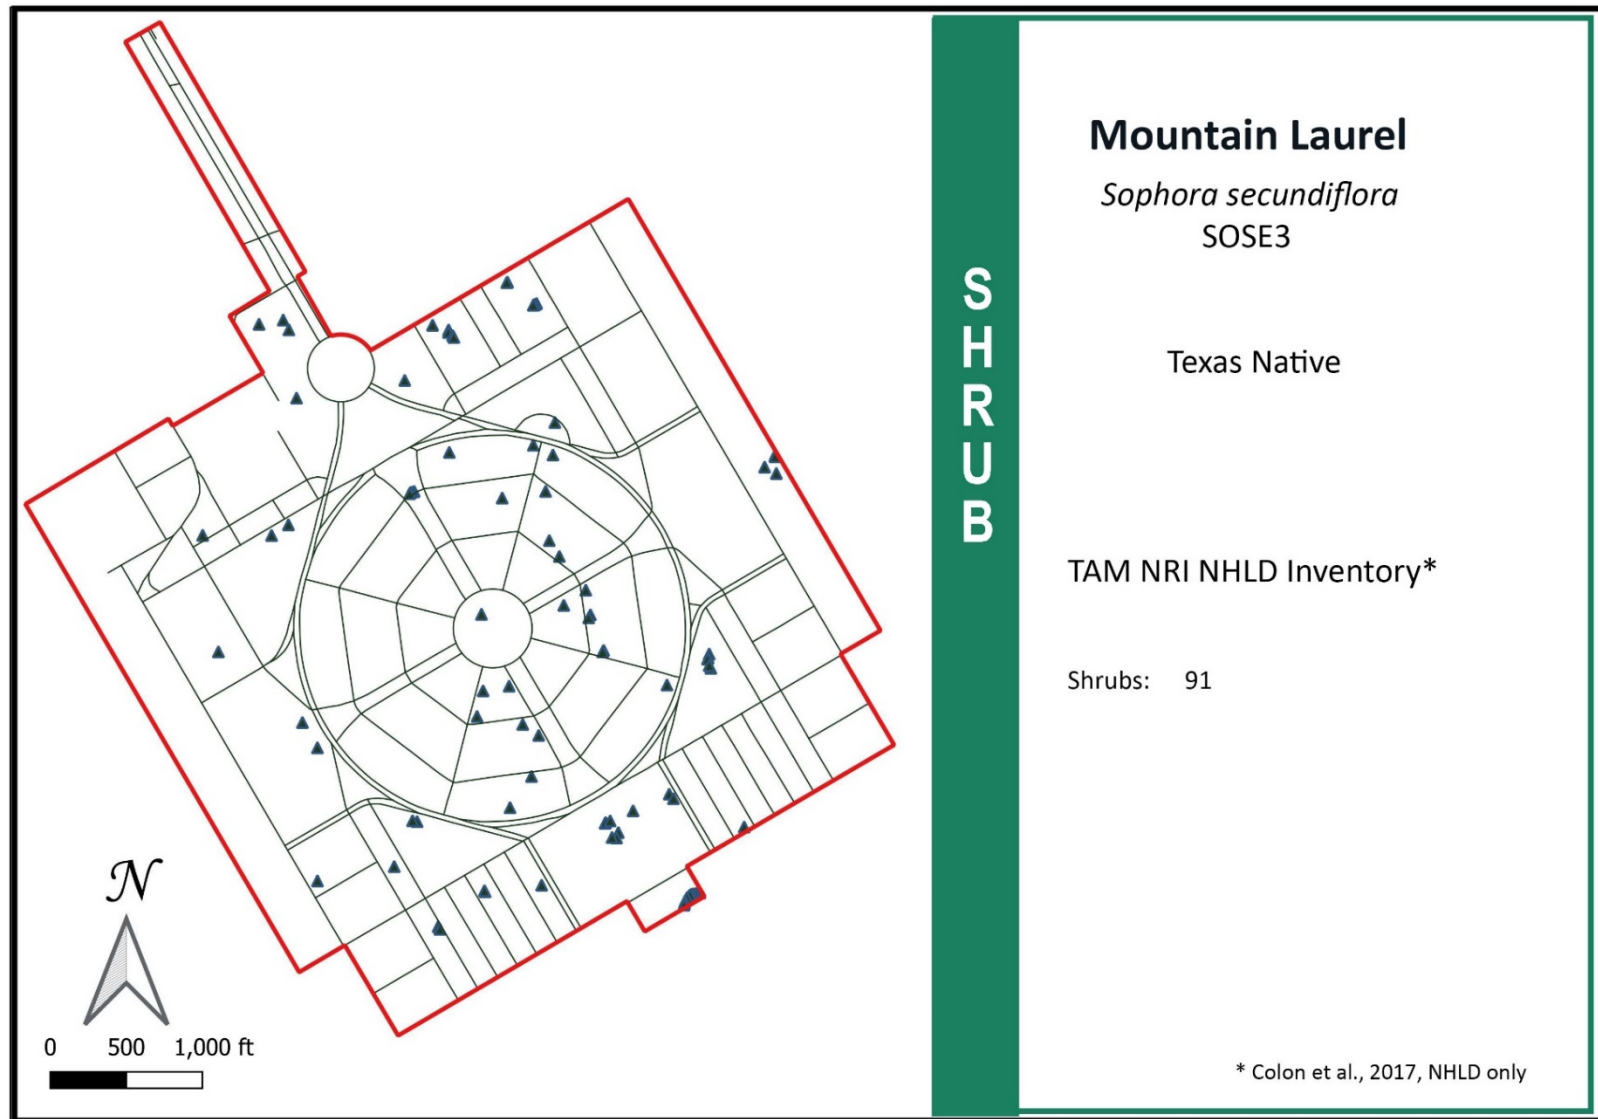 N
0 500 1,000 ft
SHRUB
Mountain Laurel
Sophora secundiflora
SOSE3
Texas Native
TAM NRI NHLD Inventory*
Shrubs: 91
* Colon et al., 2017, NHLD only